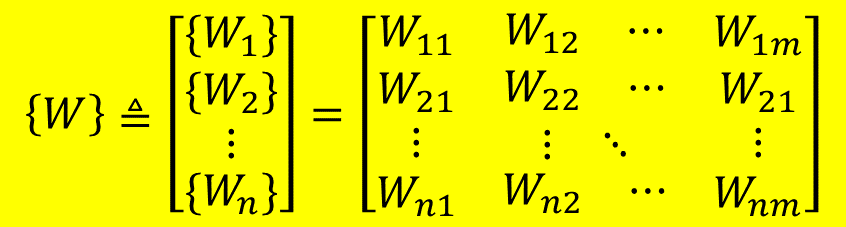 {W} ≜ [{W₁} {W₂} ⋮ {Wₙ}] = [W₁₁ W₁₂ ⋯ W₁ₘ
W₂₁ W₂₂ ⋯ W₂₁
⋮ ⋮ ⋱ ⋮
Wₙ₁ Wₙ₂ ⋯ Wₙₘ]